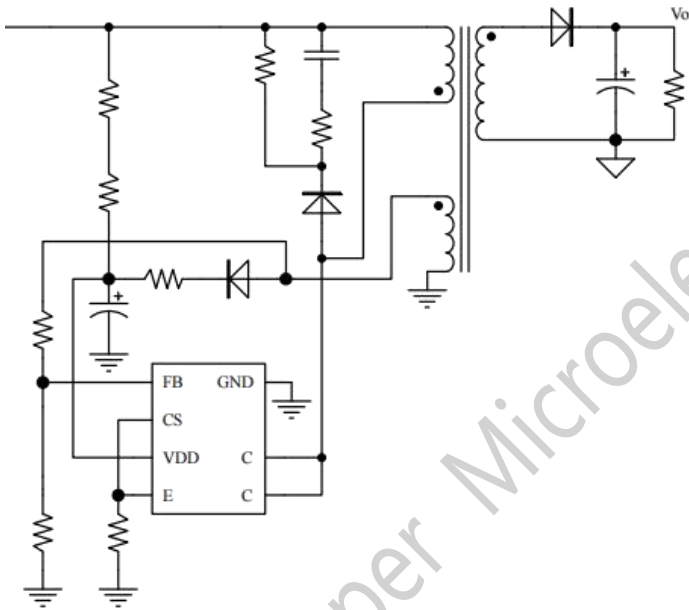 Vo
+
+
FB GND
CS
VDD C
E C
per Microele